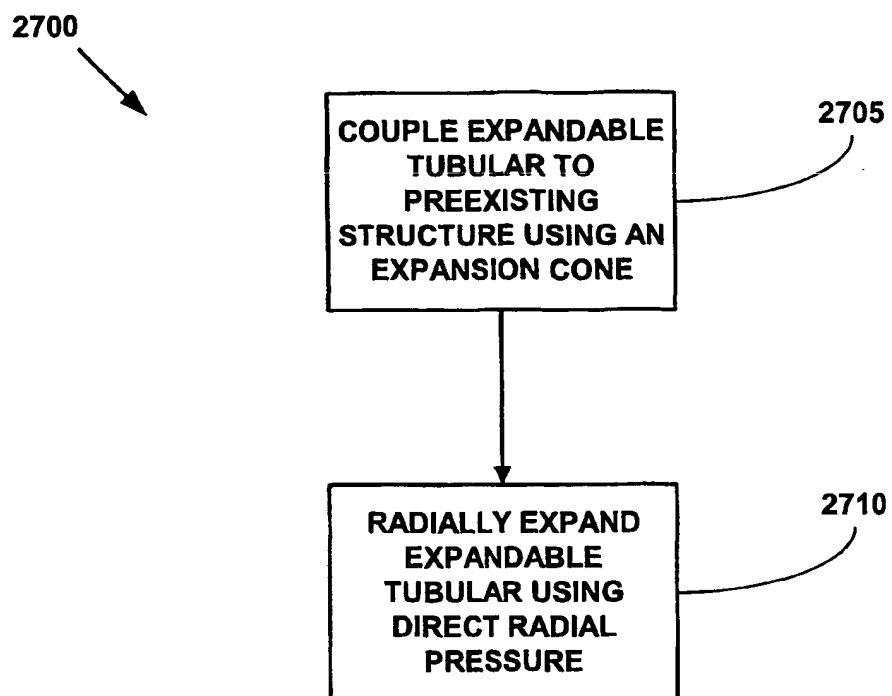 2700
COUPLE EXPANDABLE
TUBULAR TO
PREEXISTING
STRUCTURE USING AN
EXPANSION CONE
2705
RADIALLY EXPAND
EXPANDABLE
TUBULAR USING
DIRECT RADIAL
PRESSURE
2710